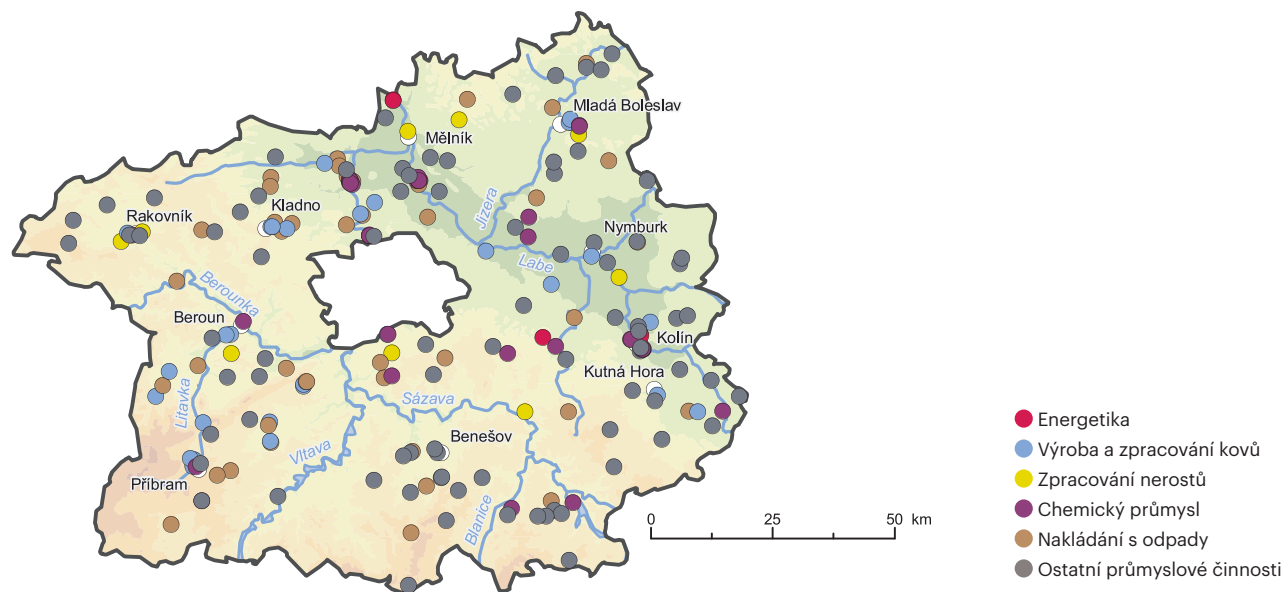 Mladá Boleslav
Mělník
Jizera
Kladno
Rakovník
Nymburk
Labe
Berounka
Beroun
Kolín
Kutná Hora
Litavka
Sázava
Vltava
Benešov
Příbram
Blanice
0 25 50 km
Energetika
Výroba a zpracování kovů
Zpracování nerostů
Chemický průmysl
Nakládání s odpady
Ostatní průmyslové činnosti